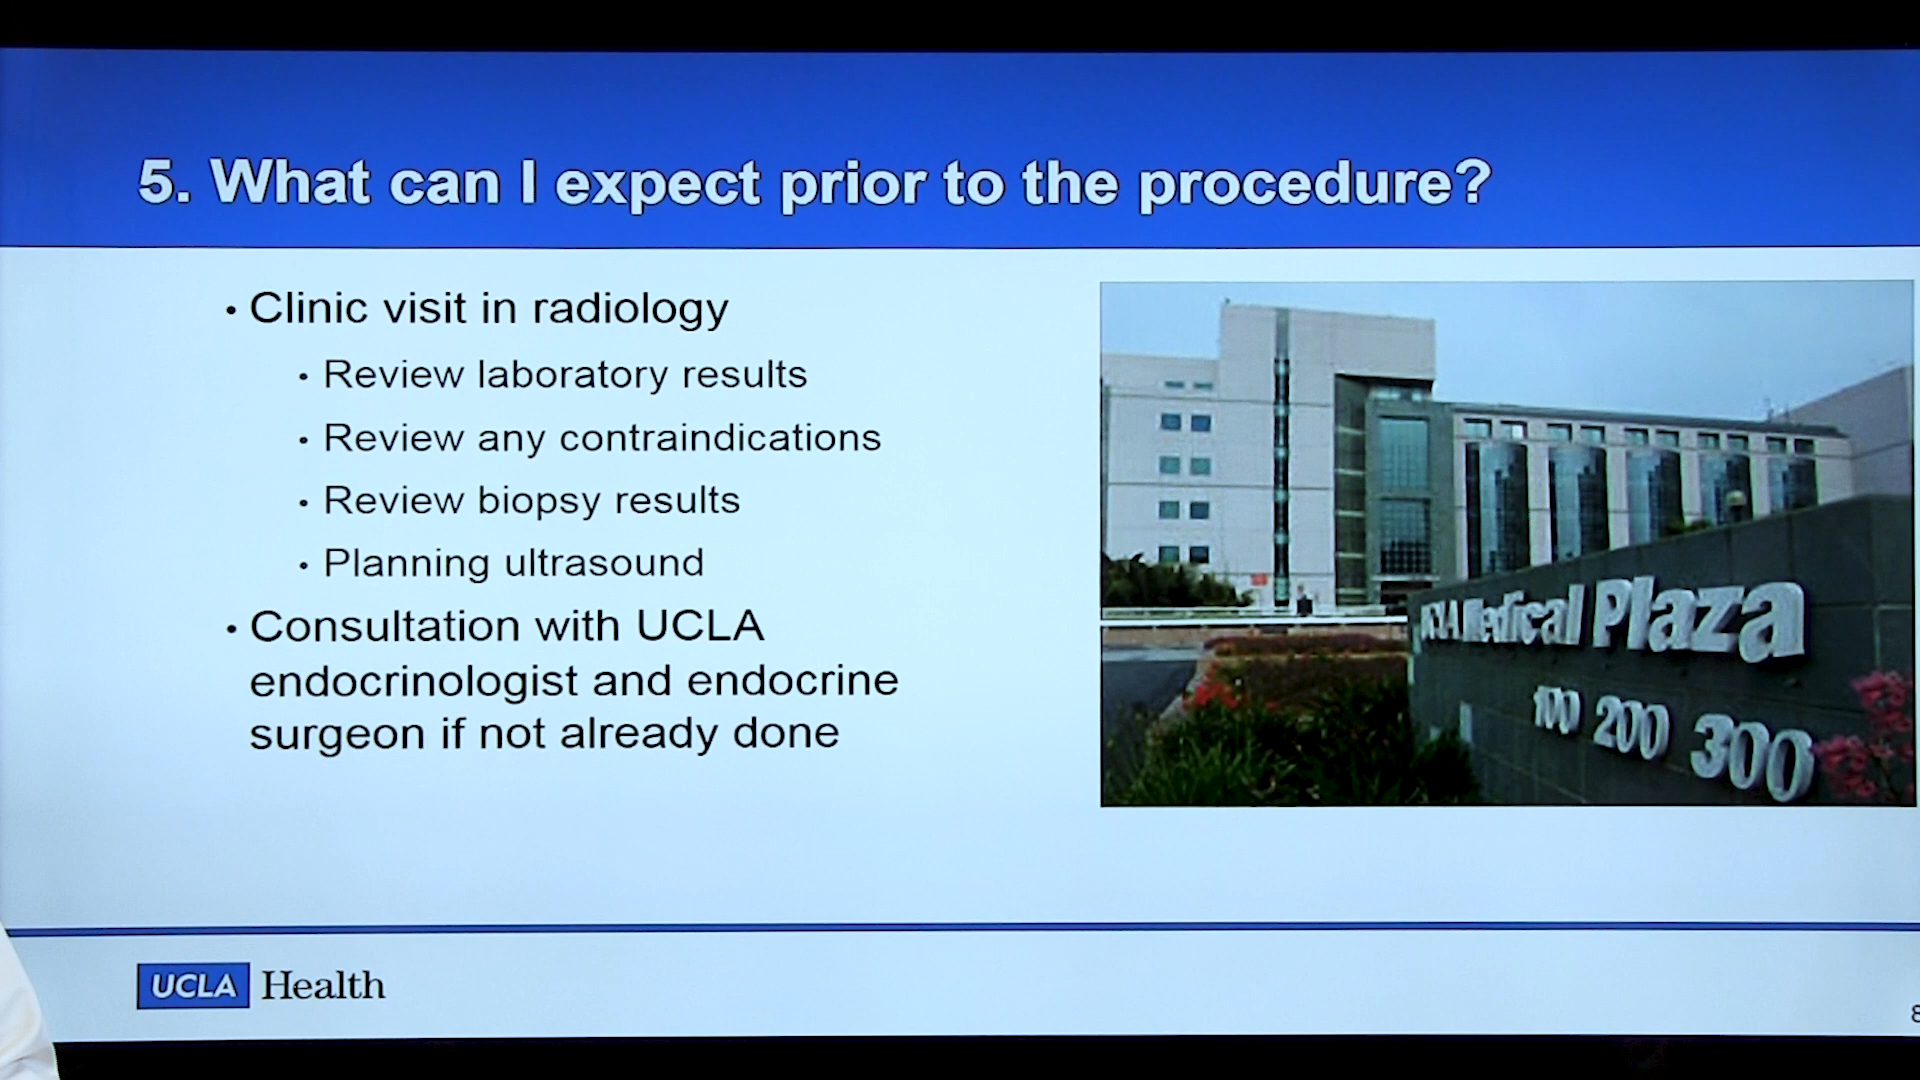 5. What can I expect prior to the procedure?
• Clinic visit in radiology
• Review laboratory results
• Review any contraindications
• Review biopsy results
• Planning ultrasound
• Consultation with UCLA
endocrinologist and endocrine
surgeon if not already done
UCLA Medical Plaza
100 200 300
UCLA Health
8